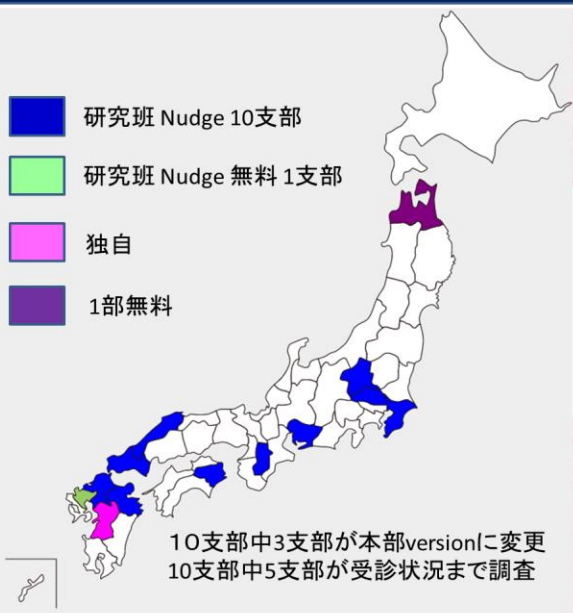 研究班 Nudge 10支部
研究班 Nudge 無料 1支部
独自
1部無料
１０支部中3支部が本部versionに変更
10支部中5支部が受診状況まで調査